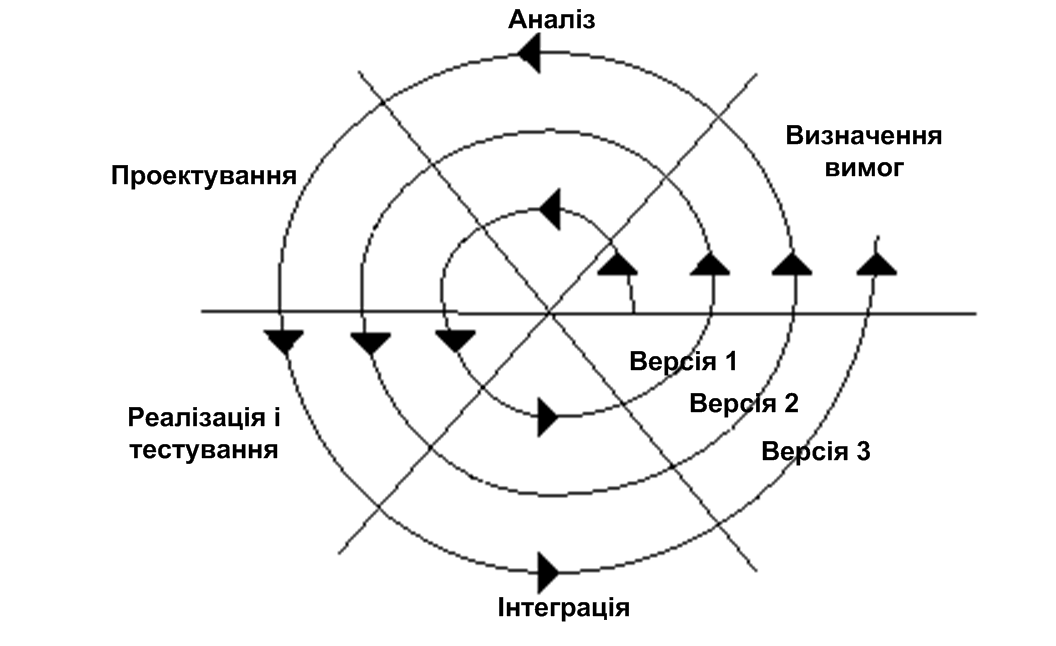 Аналіз
Визначення
вимог
Проектування
Версія 1
Версія 2
Реалізація і
тестування
Версія 3
Інтеграція